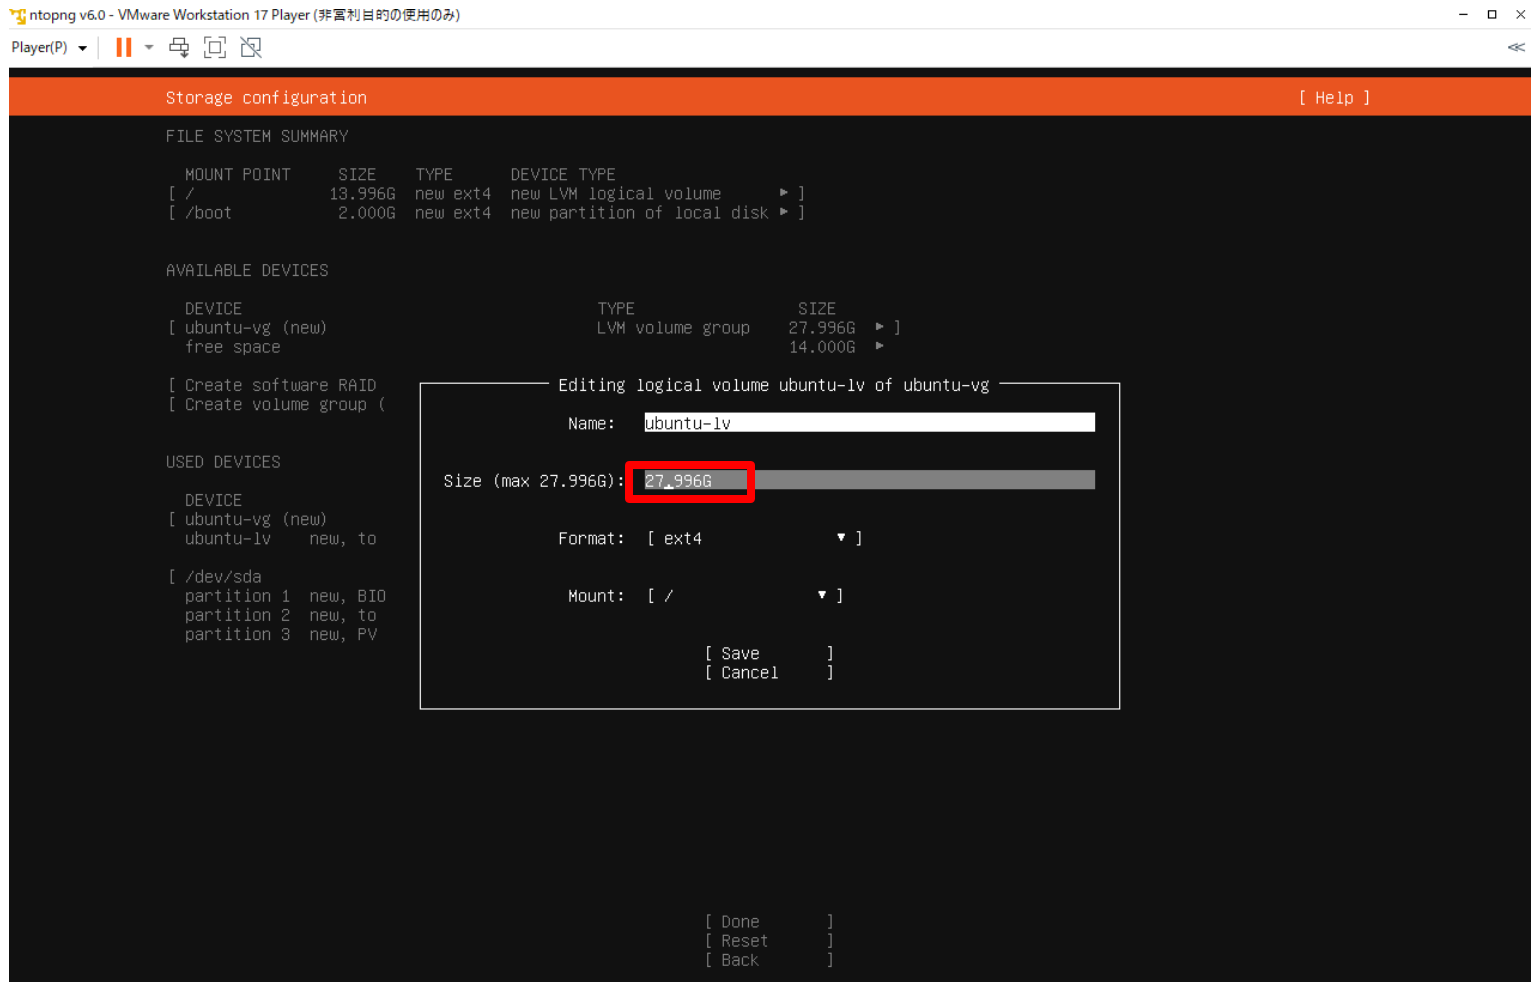 ntopng v6.0 - VMware Workstation 17 Player (非営利目的の使用のみ)
Player(P)
Storage configuration [ Help ]
FILE SYSTEM SUMMARY
MOUNT POINT SIZE TYPE DEVICE TYPE
[ / 13.996G new ext4 new LVM logical volume ▸ ]
[ /boot 2.000G new ext4 new partition of local disk ▸ ]
AVAILABLE DEVICES
DEVICE TYPE SIZE
[ ubuntu-vg (new) LVM volume group 27.996G ▸ ]
free space 14.000G ▸
[ Create software RAID
[ Create volume group (
Editing logical volume ubuntu-lv of ubuntu-vg
Name: ubuntu-lv
Size (max 27.996G): 27.996G
Format: [ ext4 ▾ ]
Mount: [ / ▾ ]
[ Save ]
[ Cancel ]
USED DEVICES
DEVICE
[ ubuntu-vg (new)
ubuntu-lv new, to
[ /dev/sda
partition 1 new, BIO
partition 2 new, to
partition 3 new, PV
[ Done ]
[ Reset ]
[ Back ]